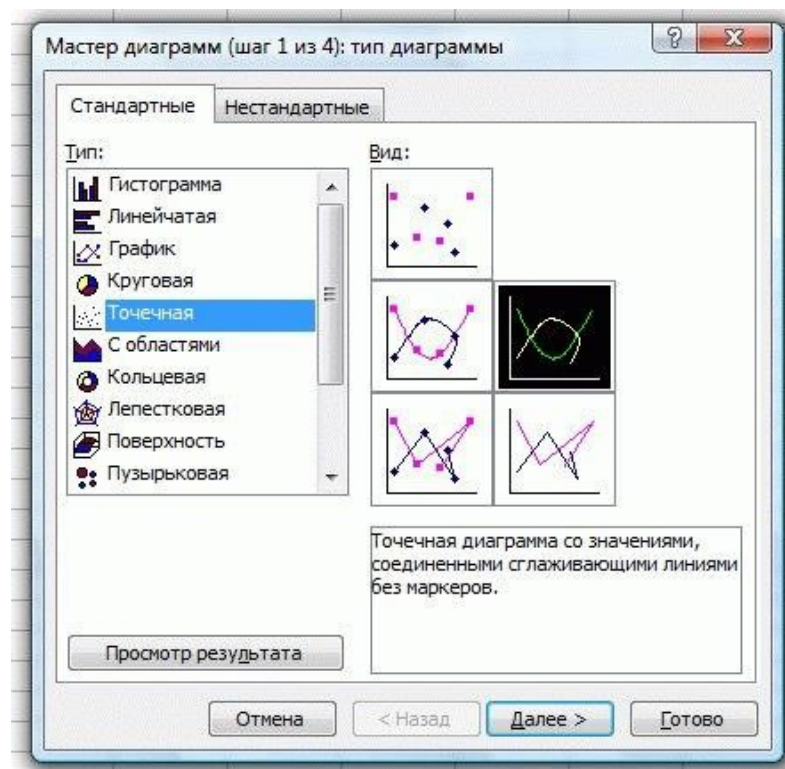 Мастер диаграмм (шаг 1 из 4): тип диаграммы
Стандартные
Нестандартные
Тип:
Гистограмма
Линейчатая
График
Круговая
Точечная
С областями
Кольцевая
Лепестковая
Поверхность
Пузырьковая
Вид:
Точечная диаграмма со значениями,
соединенными сглаживающими линиями
без маркеров.
Просмотр результата
Отмена
< Назад
Далее >
Готово